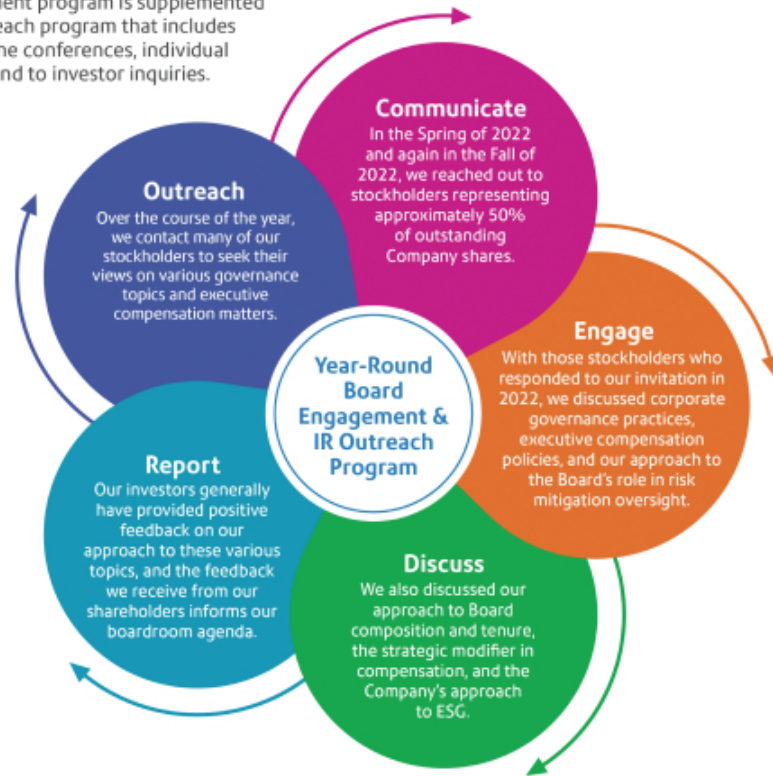 program is supplemented
program that includes
conferences, individual
to investor inquiries.
Communicate
In the Spring of 2022
and again in the Fall of
2022, we reached out to
stockholders representing
approximately 50%
of outstanding
Company shares.
Outreach
Over the course of the year,
we contact many of our
stockholders to seek their
views on various governance
topics and executive
compensation matters.
Engage
With those stockholders who
responded to our invitation in
2022, we discussed corporate
governance practices,
executive compensation
policies, and our approach to
the Board's role in risk
mitigation oversight.
Year-Round
Board
Engagement &
IR Outreach
Program
Report
Our investors generally
have provided positive
feedback on our
approach to these various
topics, and the feedback
we receive from our
shareholders informs our
boardroom agenda.
Discuss
We also discussed our
approach to Board
composition and tenure,
the strategic modifier in
compensation, and the
Company's approach
to ESG.